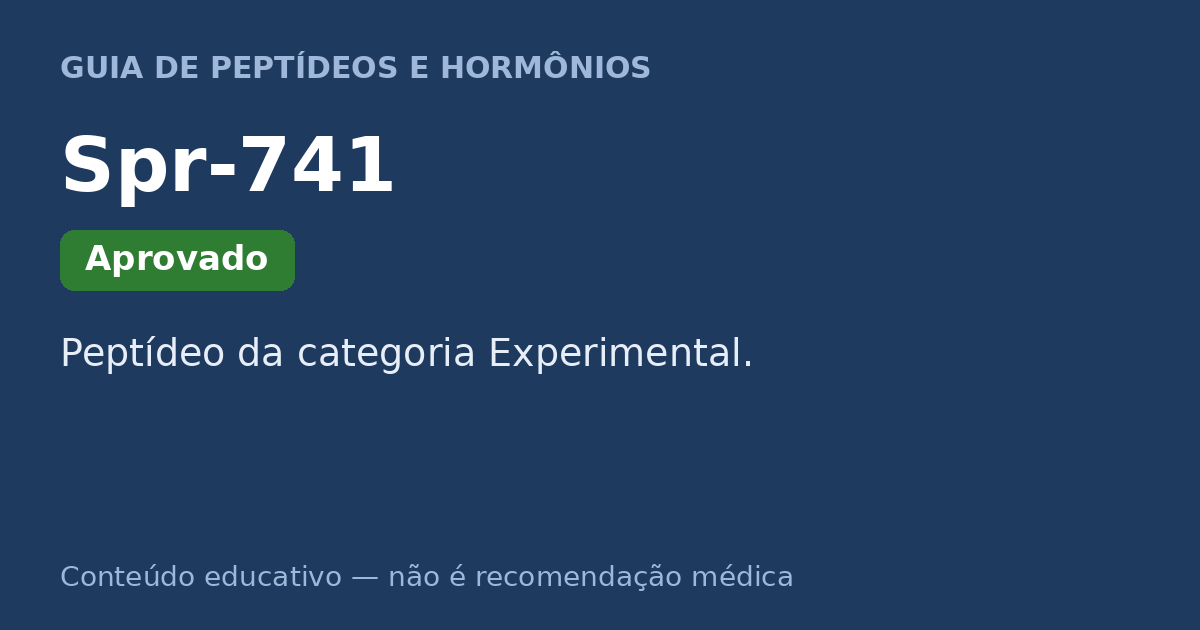 GUIA DE PEPTÍDEOS E HORMÔNIOS
Spr-741
Aprovado
Peptídeo da categoria Experimental.
Conteúdo educativo — não é recomendação médica